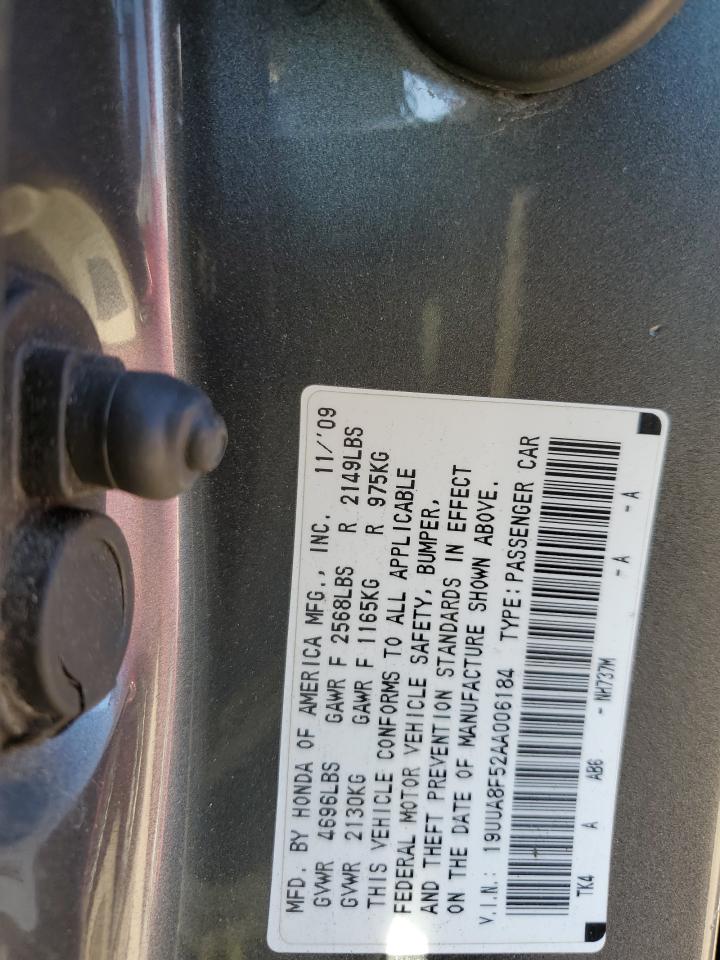 MFD. BY HONDA OF AMERICA MFG., INC. 11/'09
GVWR 4696LBS GAWR F 2568LBS R 2149LBS
GVWR 2130KG GAWR F 1165KG R 975KG
THIS VEHICLE CONFORMS TO ALL APPLICABLE
FEDERAL MOTOR VEHICLE SAFETY, BUMPER,
AND THEFT PREVENTION STANDARDS IN EFFECT
ON THE DATE OF MANUFACTURE SHOWN ABOVE.
V.I.N.: 19UUA8F52AA006184 TYPE:PASSENGER CAR
TK4 A AB6 - NH737M - A - A